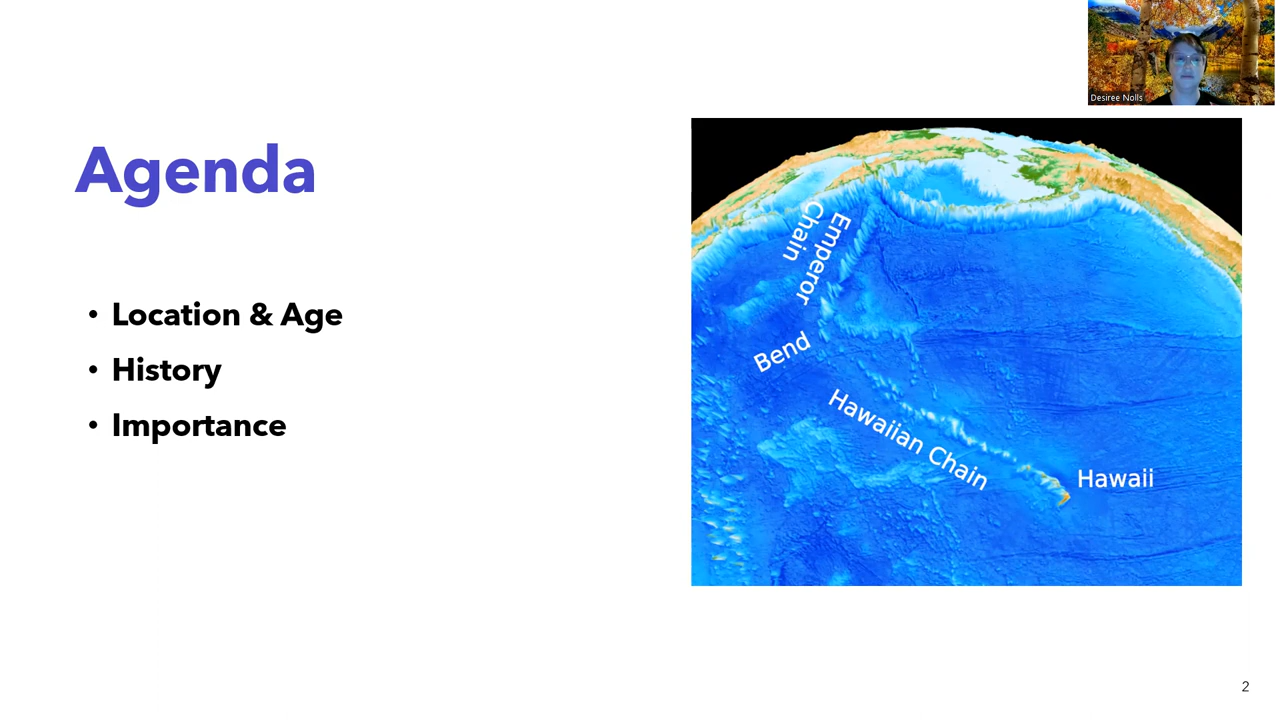 Desiree Nolls
Agenda
• Location & Age
• History
• Importance
Emperor
Chain
Bend
Hawaiian Chain
Hawaii
2